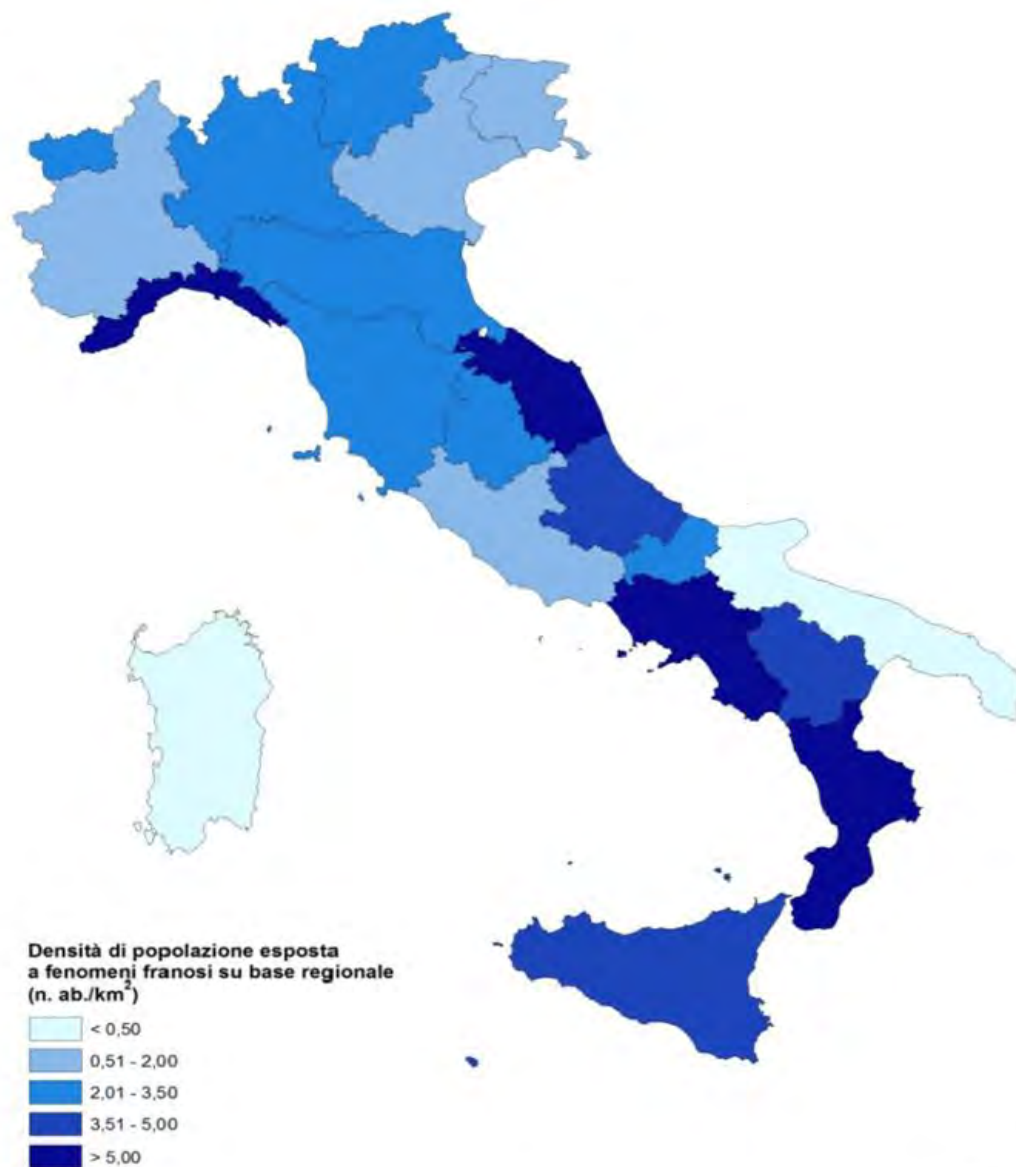 Densità di popolazione esposta
a fenomeni franosi su base regionale
(n. ab./km²)
< 0,50
0,51 - 2,00
2,01 - 3,50
3,51 - 5,00
> 5,00